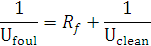 1/U_foul = R_f + 1/U_clean